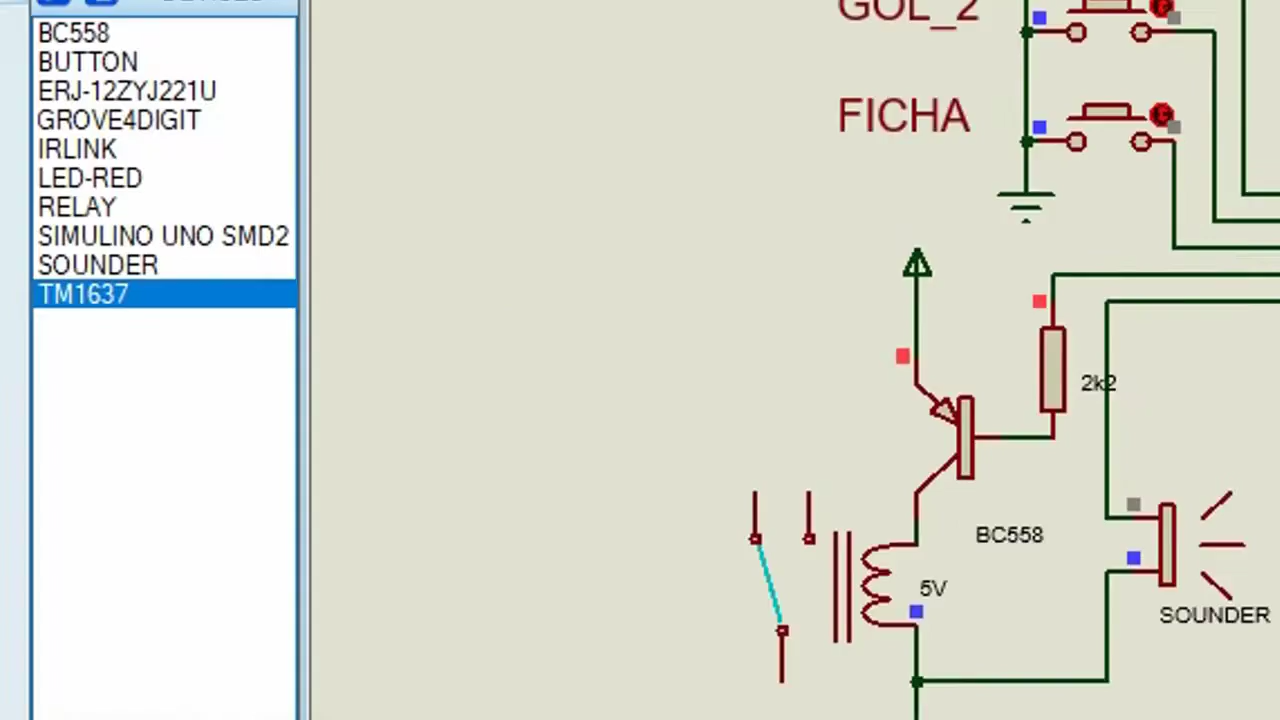 BC558
BUTTON
ERJ-12ZYJ221U
GROVE4DIGIT
IRLINK
LED-RED
RELAY
SIMULINO UNO SMD2
SOUNDER
TM1637
GOL_2
FICHA
2k2
BC558
5V
SOUNDER